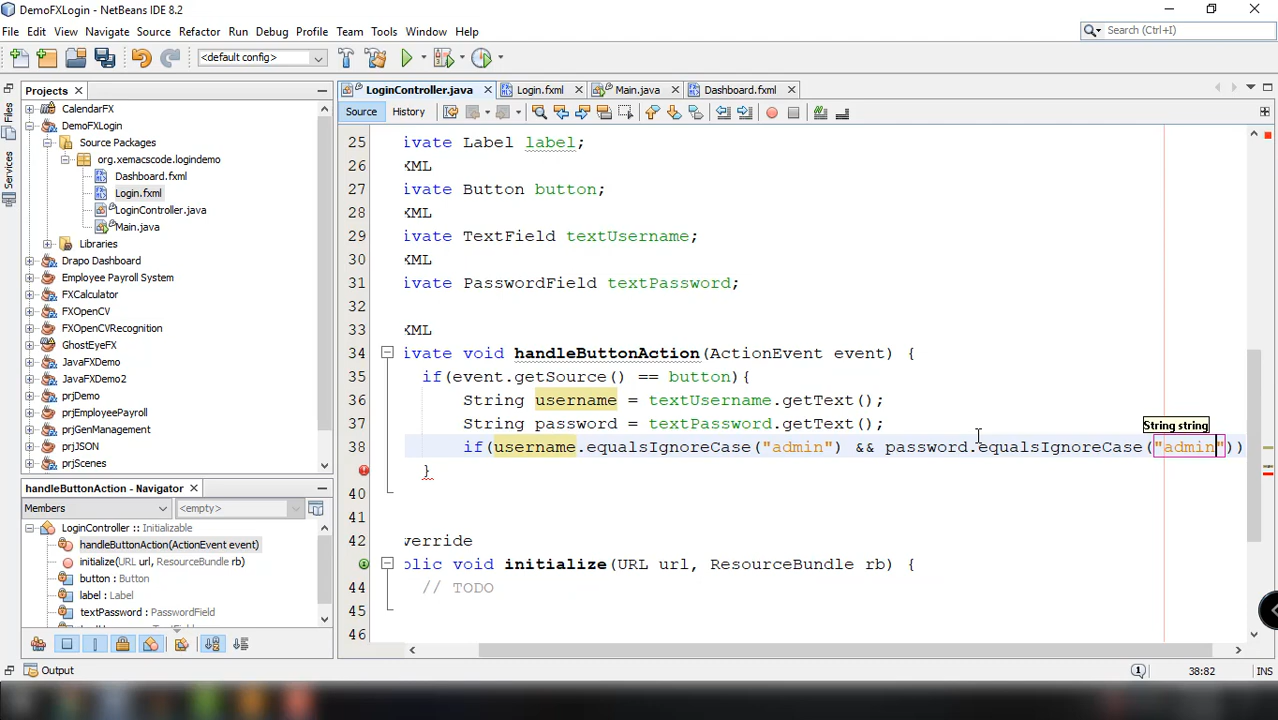 DemoFXLogin - NetBeans IDE 8.2
File Edit View Navigate Source Refactor Run Debug Profile Team Tools Window Help
Search (Ctrl+I)
<default config>
Projects
LoginController.java Login.fxml Main.java Dashboard.fxml
Source History
Files
Services
CalendarFX
DemoFXLogin
Source Packages
org.xemacscode.logindemo
Dashboard.fxml
Login.fxml
LoginController.java
Main.java
Libraries
Drapo Dashboard
Employee Payroll System
FXCalculator
FXOpenCV
FXOpenCVRecognition
GhostEyeFX
JavaFXDemo
JavaFXDemo2
prjDemo
prjEmployeePayroll
prjGenManagement
prjJSON
prjScenes
25 ivate Label label;
26 XML
27 ivate Button button;
28 XML
29 ivate TextField textUsername;
30 XML
31 ivate PasswordField textPassword;
32
33 XML
34 ivate void handleButtonAction(ActionEvent event) {
35 if(event.getSource() == button){
36 String username = textUsername.getText();
37 String password = textPassword.getText();
String string
38 if(username.equalsIgnoreCase("admin") && password.equalsIgnoreCase("admin"))
}
40
41
42 verride
olic void initialize(URL url, ResourceBundle rb) {
44 // TODO
45
46
handleButtonAction - Navigator
Members <empty>
LoginController :: Initializable
handleButtonAction(ActionEvent event)
initialize(URL url, ResourceBundle rb)
button : Button
label : Label
textPassword : PasswordField
Output
1 38:82 INS